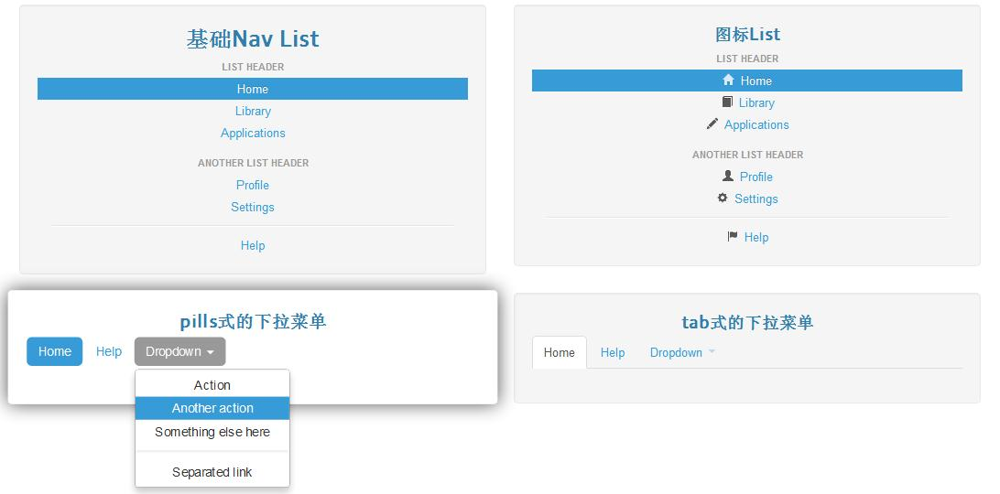 基础Nav List
LIST HEADER
Home
Library
Applications
ANOTHER LIST HEADER
Profile
Settings
Help
图标List
LIST HEADER
Home
Library
Applications
ANOTHER LIST HEADER
Profile
Settings
Help
pills式的下拉菜单
Home Help Dropdown
Action
Another action
Something else here
Separated link
tab式的下拉菜单
Home Help Dropdown